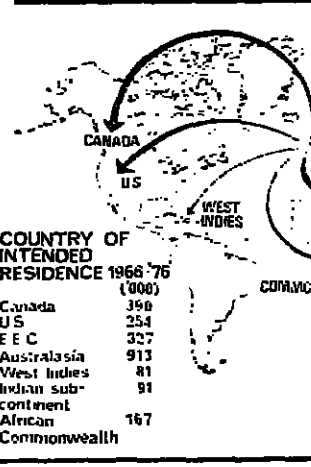 CANADA
US
WEST
INDIES
COUNTRY OF
INTENDED
RESIDENCE 1966-76
('000)
Canada 390
US 254
EEC 327
Australasia 913
West Indies 81
Indian sub- 91
continent
African 167
Commonwealth